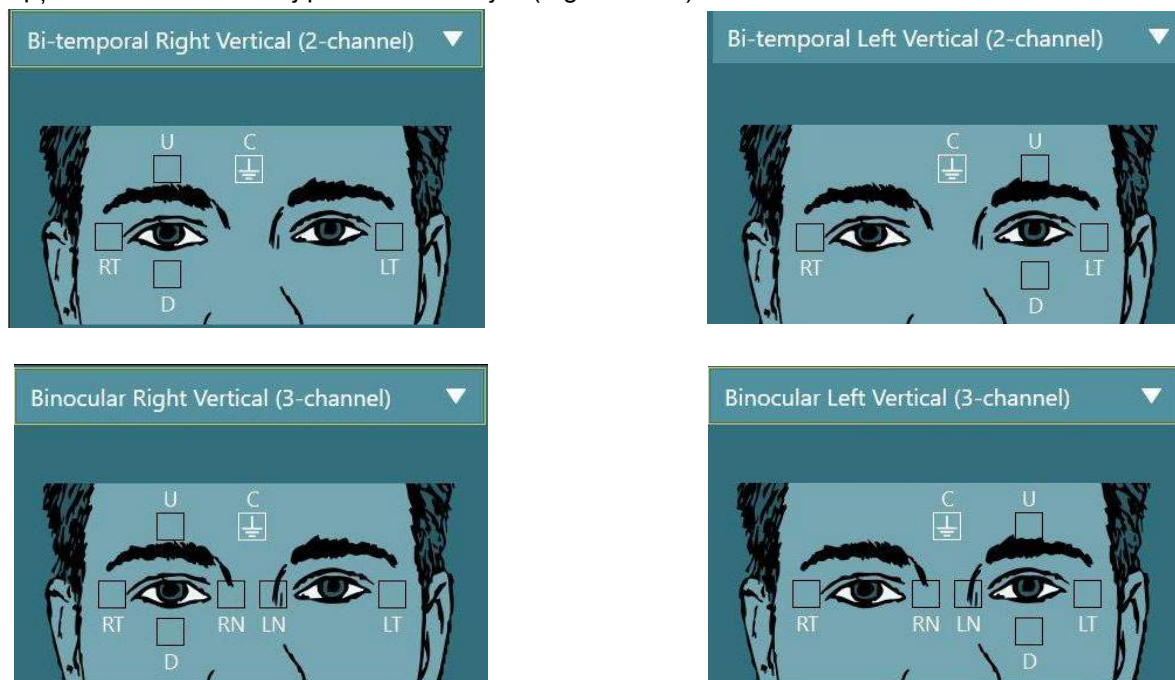 Bi-temporal Right Vertical (2-channel)
U C
RT LT
D
Bi-temporal Left Vertical (2-channel)
C U
RT LT
D
Binocular Right Vertical (3-channel)
U C
RT RN LN LT
D
Binocular Left Vertical (3-channel)
C U
RT RN LN LT
D